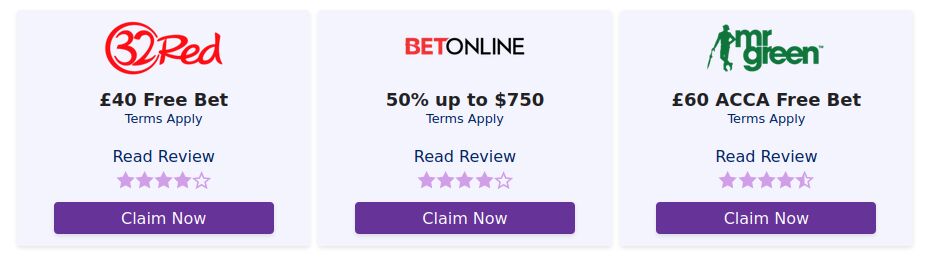 32Red
£40 Free Bet
Terms Apply
Read Review
Claim Now
BETONLINE
50% up to $750
Terms Apply
Read Review
Claim Now
mr green™
£60 ACCA Free Bet
Terms Apply
Read Review
Claim Now